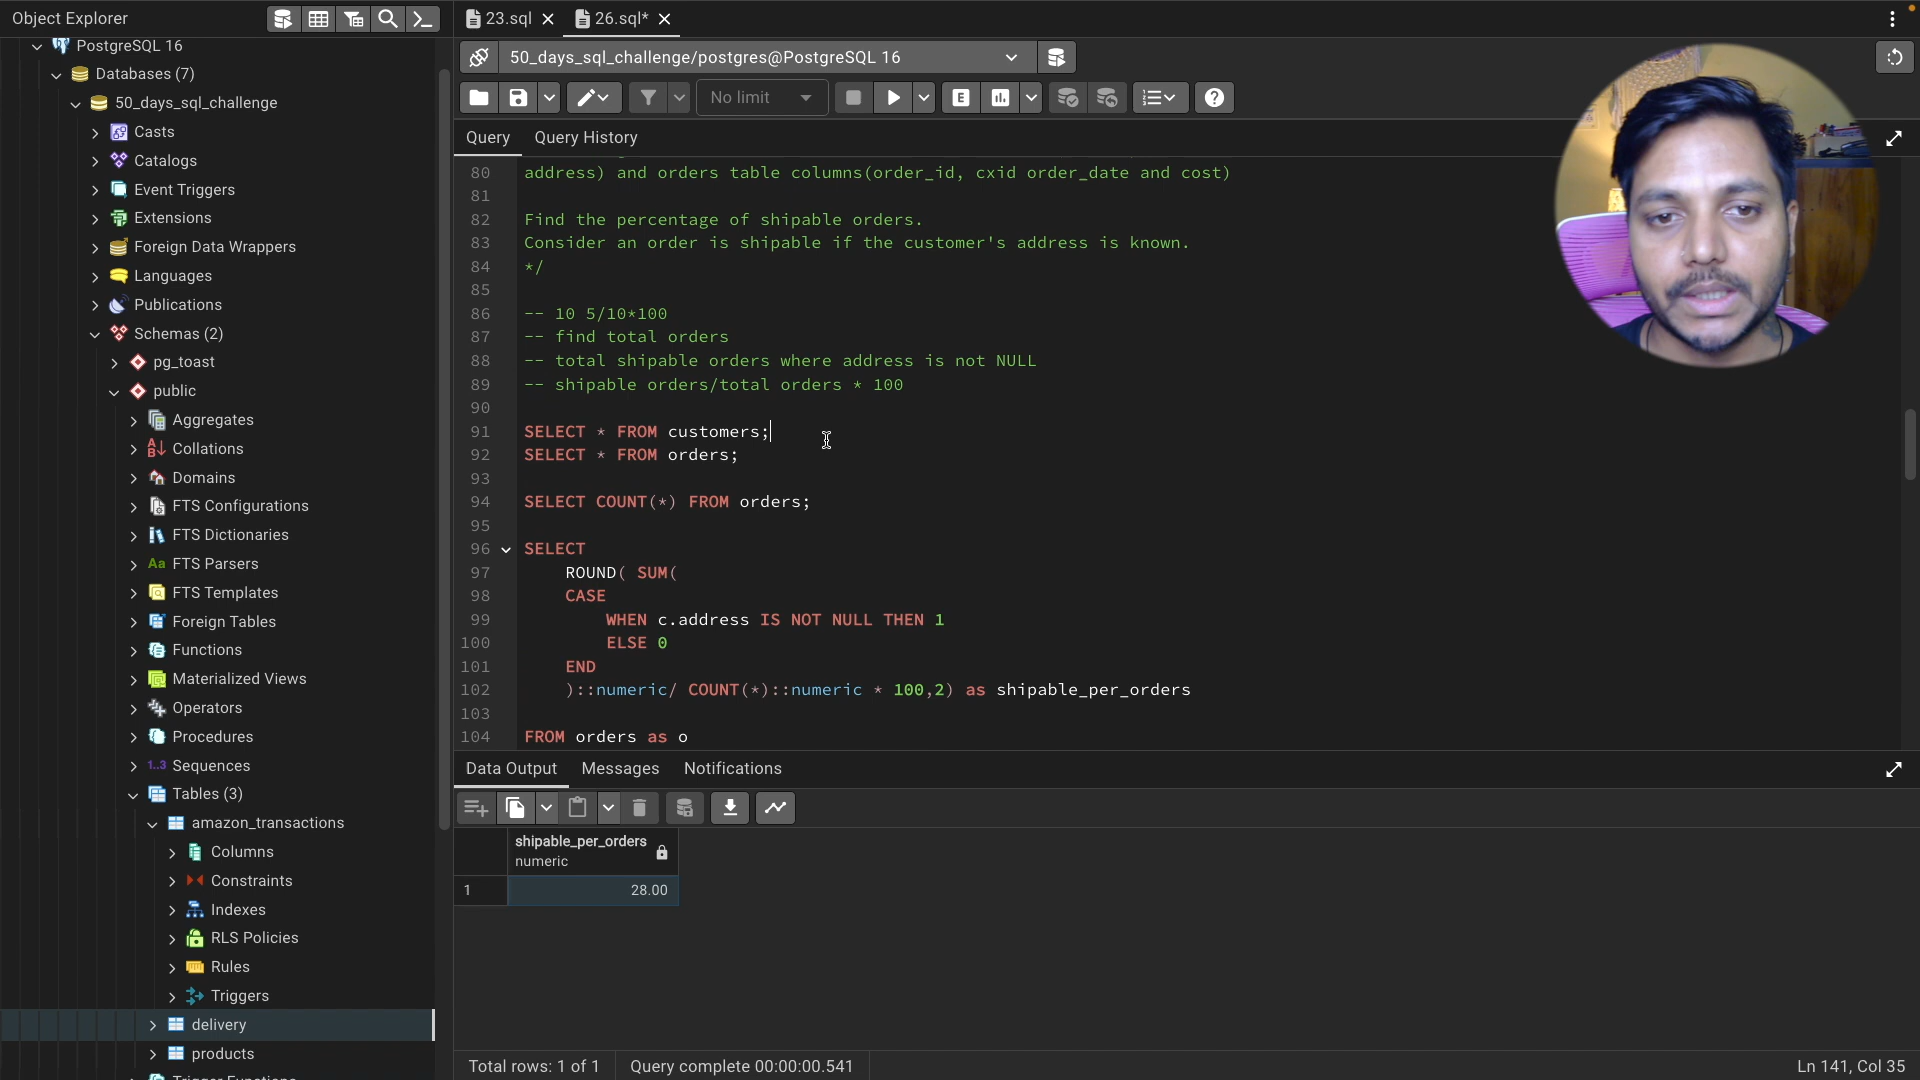 Object Explorer
23.sql
26.sql*
PostgreSQL 16
Databases (7)
50_days_sql_challenge
Casts
Catalogs
Event Triggers
Extensions
Foreign Data Wrappers
Languages
Publications
Schemas (2)
pg_toast
public
Aggregates
Collations
Domains
FTS Configurations
FTS Dictionaries
FTS Parsers
FTS Templates
Foreign Tables
Functions
Materialized Views
Operators
Procedures
Sequences
Tables (3)
amazon_transactions
Columns
Constraints
Indexes
RLS Policies
Rules
Triggers
delivery
products
50_days_sql_challenge/postgres@PostgreSQL 16
No limit
Query
Query History
80 address) and orders table columns(order_id, cxid order_date and cost)
81
82 Find the percentage of shipable orders.
83 Consider an order is shipable if the customer's address is known.
84 */
85
86 -- 10 5/10*100
87 -- find total orders
88 -- total shipable orders where address is not NULL
89 -- shipable orders/total orders * 100
90
91 SELECT * FROM customers;
92 SELECT * FROM orders;
93
94 SELECT COUNT(*) FROM orders;
95
96 SELECT
97 ROUND( SUM(
98 CASE
99 WHEN c.address IS NOT NULL THEN 1
100 ELSE 0
101 END
102 )::numeric/ COUNT(*)::numeric * 100,2) as shipable_per_orders
103
104 FROM orders as o
Data Output
Messages
Notifications
shipable_per_orders
numeric
1
28.00
Total rows: 1 of 1
Query complete 00:00:00.541
Ln 141, Col 35